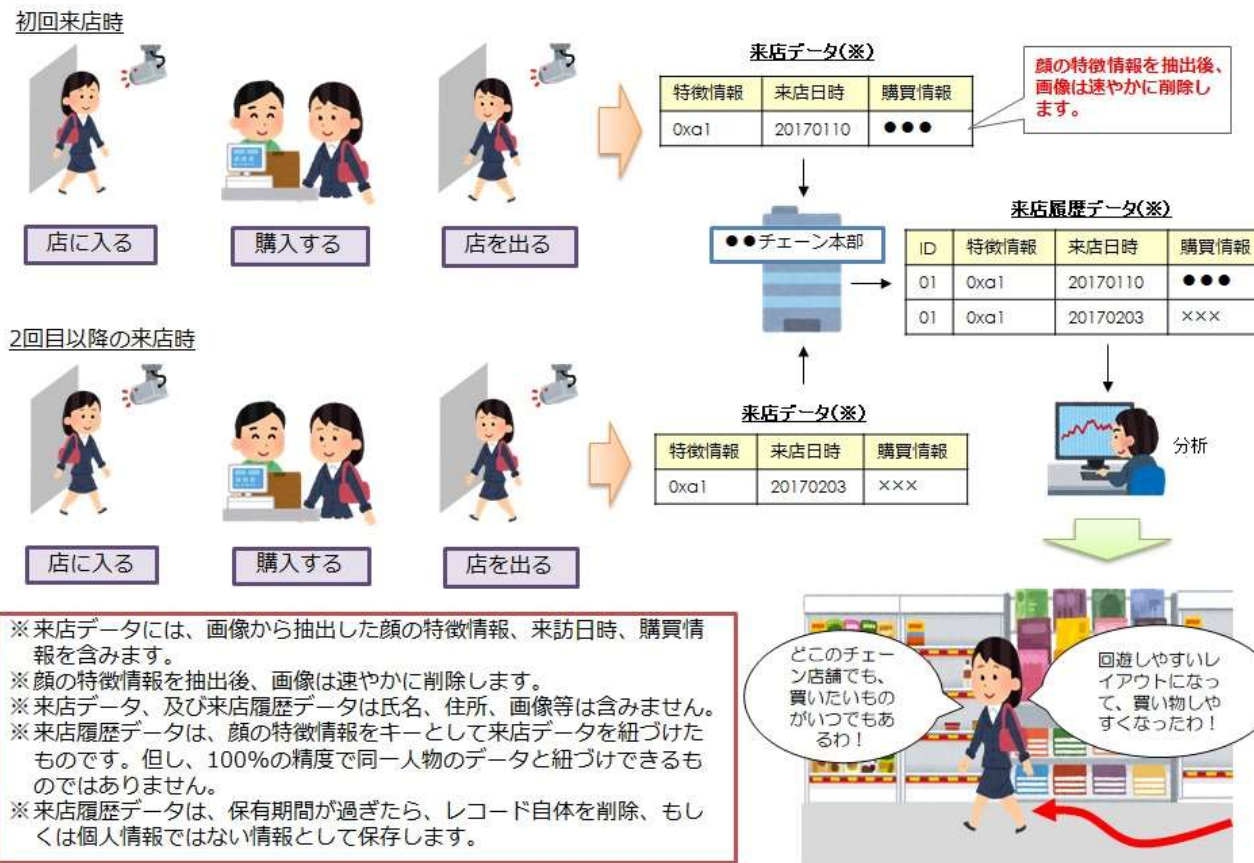 初回来店時
店に入る
購入する
店を出る
来店データ(※)
特徴情報 来店日時 購買情報
0xa1 20170110 ●●●
顔の特徴情報を抽出後、
画像は速やかに削除し
ます。
●●チェーン本部
来店履歴データ(※)
ID 特徴情報 来店日時 購買情報
01 0xa1 20170110 ●●●
01 0xa1 20170203 ×××
2回目以降の来店時
店に入る
購入する
店を出る
来店データ(※)
特徴情報 来店日時 購買情報
0xa1 20170203 ×××
分析
※来店データには、画像から抽出した顔の特徴情報、来訪日時、購買情
報を含みます。
※顔の特徴情報を抽出後、画像は速やかに削除します。
※来店データ、及び来店履歴データは氏名、住所、画像等は含みません。
※来店履歴データは、顔の特徴情報をキーとして来店データを紐づけた
ものです。但し、100%の精度で同一人物のデータと紐づけできるも
のではありません。
※来店履歴データは、保有期間が過ぎたら、レコード自体を削除、もし
くは個人情報ではない情報として保存します。
どこのチェー
ン店舗でも、
買いたいもの
がいつでもあ
るわ！
回遊しやすいレ
イアウトになっ
て、買い物しや
すくなったわ！